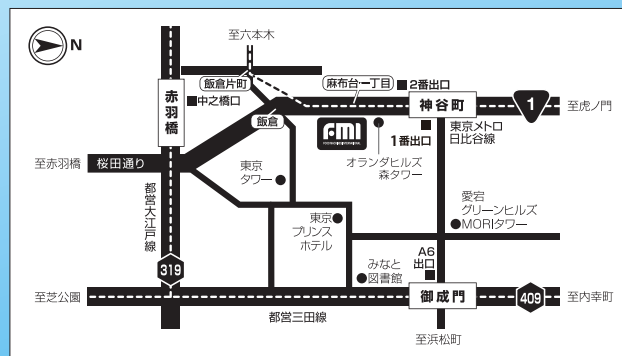 N
至六本木
飯倉片町
麻布台一丁目
2番出口
赤羽橋
中之橋口
神谷町
1
至虎ノ門
飯倉
fmi
1番出口
東京メトロ
日比谷線
オランダヒルズ
森タワー
至赤羽橋
桜田通り
東京
タワー
愛宕
グリーンヒルズ
MORIタワー
都営大江戸線
東京
プリンス
ホテル
A6
出口
みなと
図書館
319
至芝公園
御成門
409
至内幸町
都営三田線
至浜松町